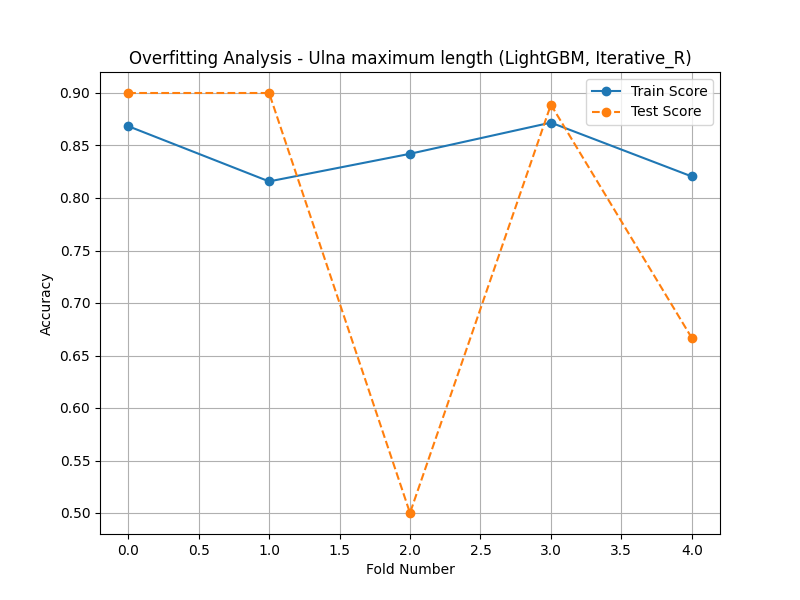 Overfitting Analysis - Ulna maximum length (LightGBM, Iterative_R)
Train Score
Test Score
Accuracy
0.90
0.85
0.80
0.75
0.70
0.65
0.60
0.55
0.50
0.0 0.5 1.0 1.5 2.0 2.5 3.0 3.5 4.0
Fold Number